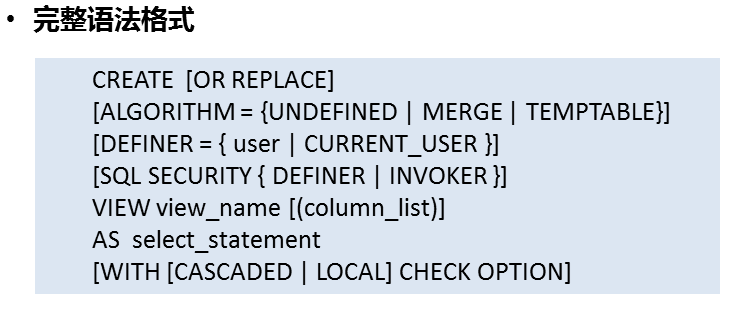 • 完整语法格式
CREATE [OR REPLACE]
[ALGORITHM = {UNDEFINED | MERGE | TEMPTABLE}]
[DEFINER = { user | CURRENT_USER }]
[SQL SECURITY { DEFINER | INVOKER }]
VIEW view_name [(column_list)]
AS select_statement
[WITH [CASCADED | LOCAL] CHECK OPTION]